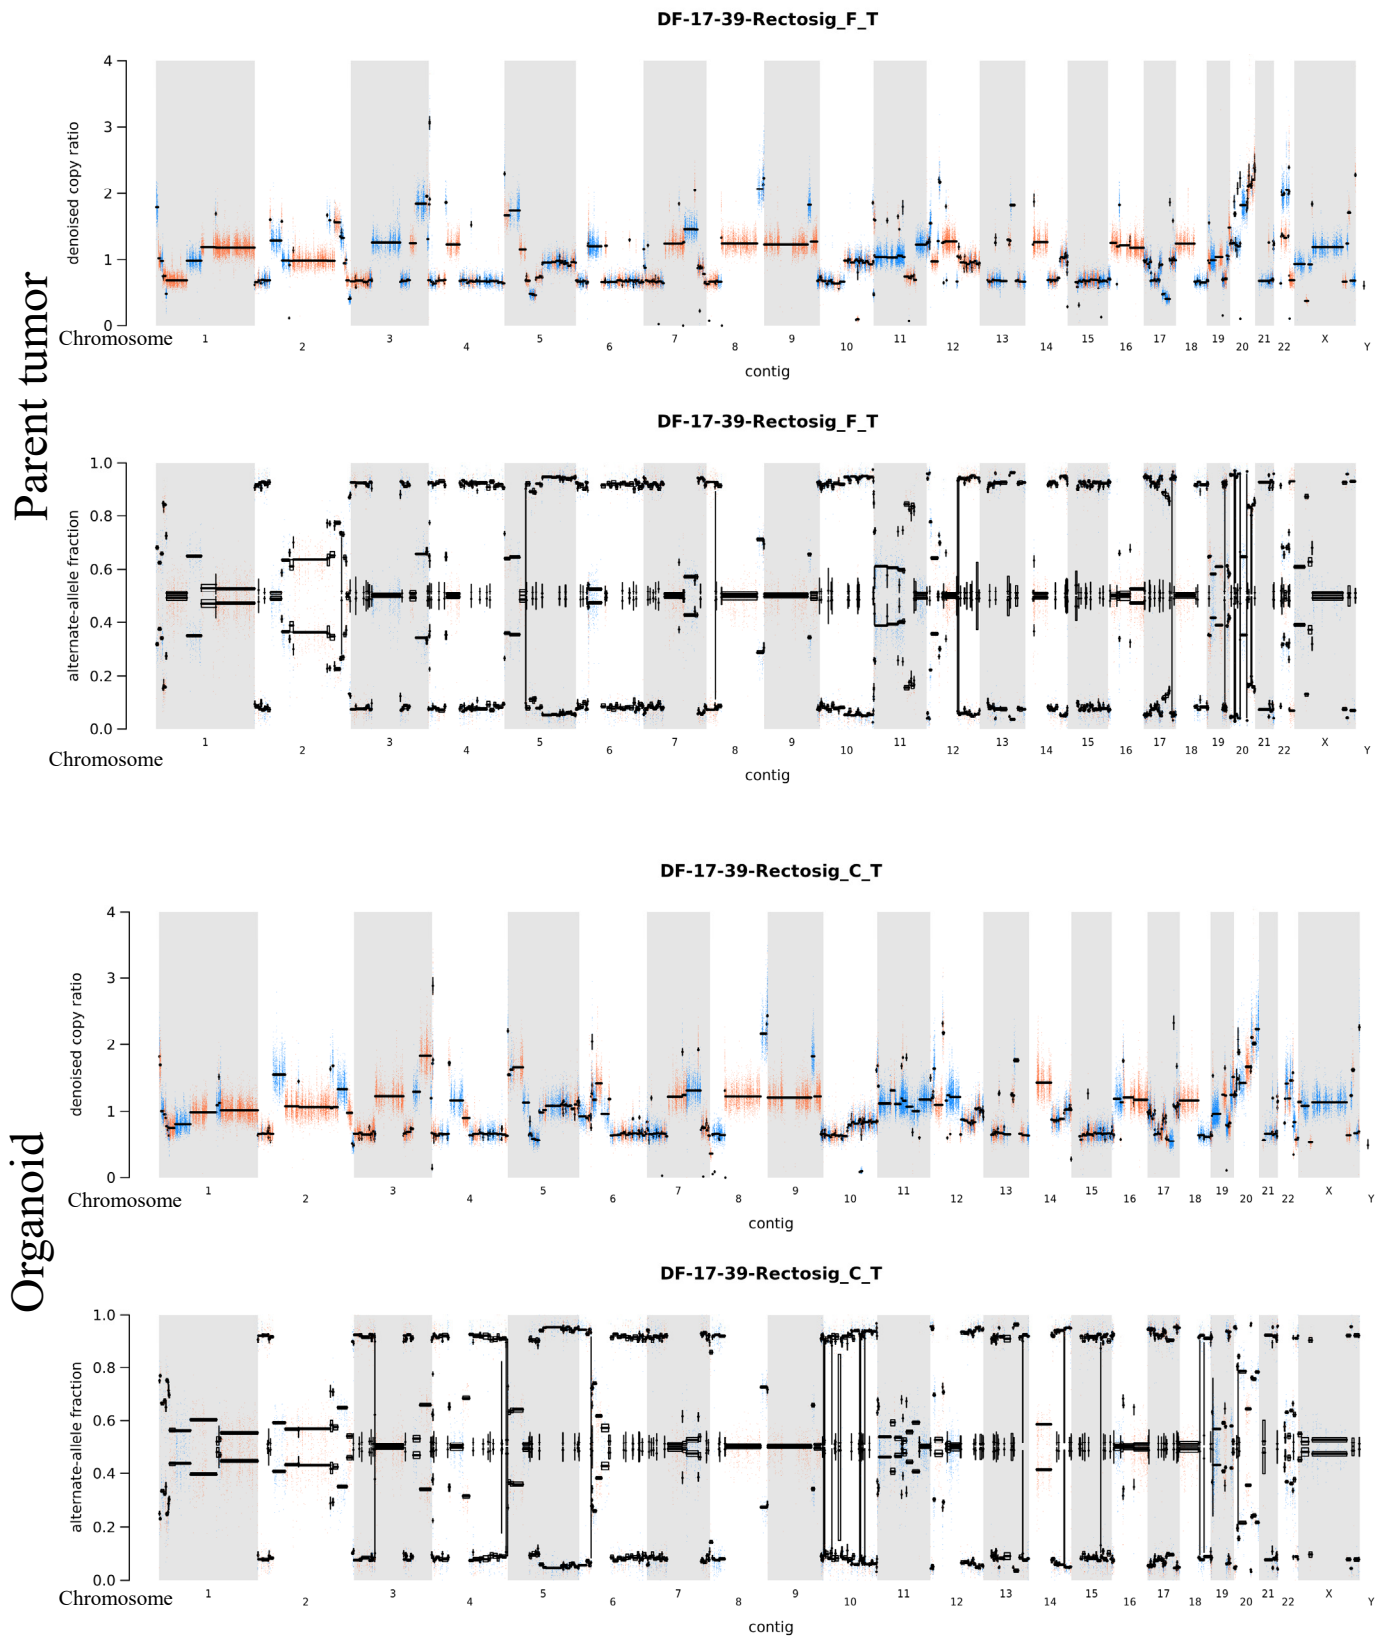 Parent tumor
DF-17-39-Rectosig_F_T
denoised copy ratio
4
3
2
1
0
Chromosome
1 2 3 4 5 6 7 8 9 10 11 12 13 14 15 16 17 18 19 20 21 22 X Y
contig
DF-17-39-Rectosig_F_T
alternate-allele fraction
1.0
0.8
0.6
0.4
0.2
0.0
Chromosome
1 2 3 4 5 6 7 8 9 10 11 12 13 14 15 16 17 18 19 20 21 22 X Y
contig
Organoid
DF-17-39-Rectosig_C_T
denoised copy ratio
4
3
2
1
0
Chromosome
1 2 3 4 5 6 7 8 9 10 11 12 13 14 15 16 17 18 19 20 21 22 X Y
contig
DF-17-39-Rectosig_C_T
alternate-allele fraction
1.0
0.8
0.6
0.4
0.2
0.0
Chromosome
1 2 3 4 5 6 7 8 9 10 11 12 13 14 15 16 17 18 19 20 21 22 X Y
contig